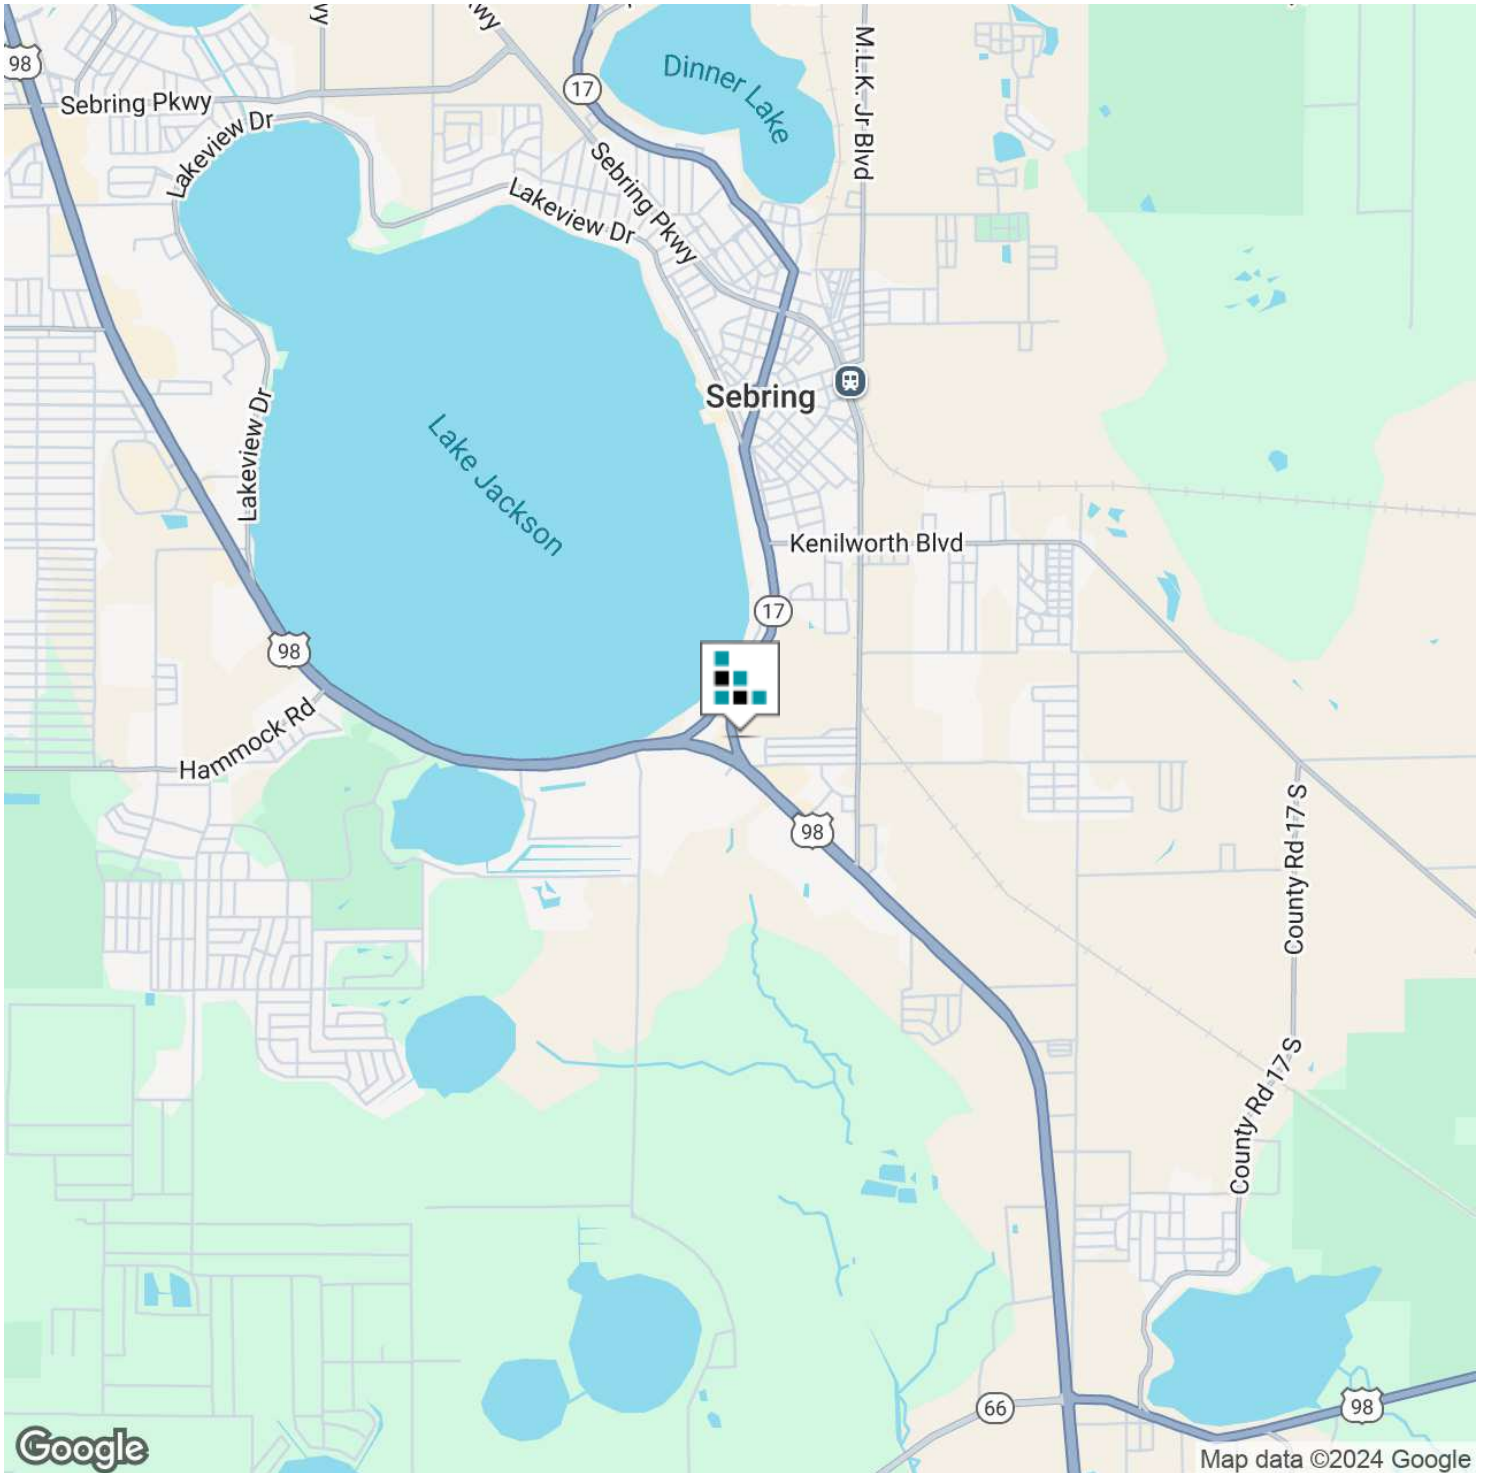 wy
wy
98
Sebring Pkwy
17
Dinner Lake
M.L.K. Jr Blvd
Lakeview Dr
Sebring Pkwy
Lakeview Dr
Sebring
Lakeview Dr
Lake Jackson
Kenilworth Blvd
17
98
Hammock Rd
98
County Rd 17 S
County Rd 17 S
66
98
Google
Map data ©2024 Google